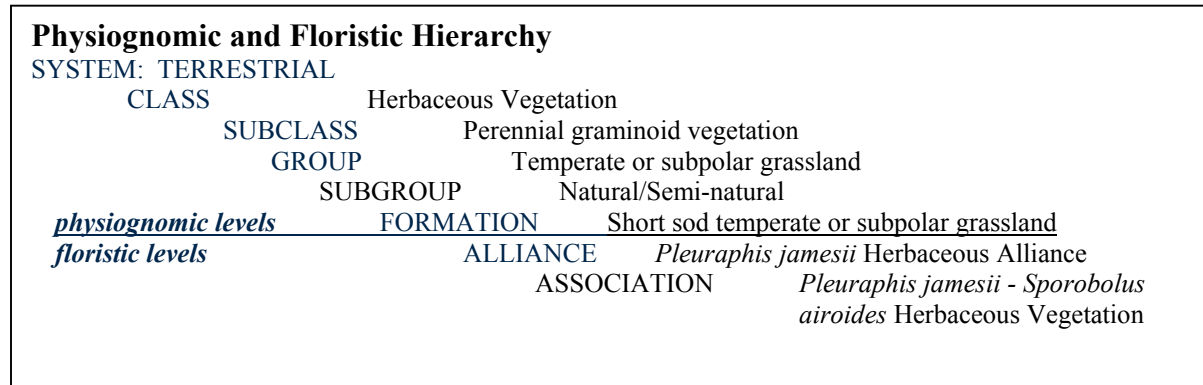 Physiognomic and Floristic Hierarchy
SYSTEM: TERRESTRIAL
CLASS Herbaceous Vegetation
SUBCLASS Perennial graminoid vegetation
GROUP Temperate or subpolar grassland
SUBGROUP Natural/Semi-natural
physiognomic levels FORMATION Short sod temperate or subpolar grassland
floristic levels ALLIANCE Pleuraphis jamesii Herbaceous Alliance
ASSOCIATION Pleuraphis jamesii - Sporobolus
airoides Herbaceous Vegetation